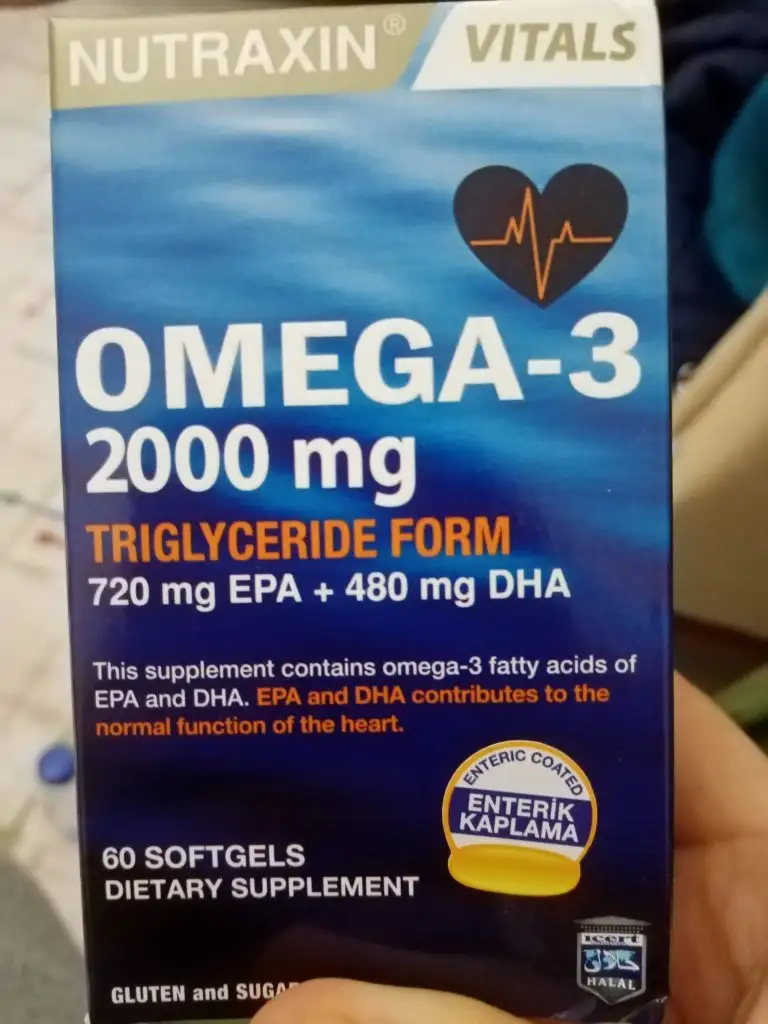 NUTRAXIN®
VITALS
OMEGA-3
2000 mg
TRIGLYCERIDE FORM
720 mg EPA + 480 mg DHA
This supplement contains omega-3 fatty acids of
EPA and DHA. EPA and DHA contributes to the
normal function of the heart.
ENTERIC COATED
ENTERİK
KAPLAMA
60 SOFTGELS
DIETARY SUPPLEMENT
حلال
HALAL
GLUTEN and